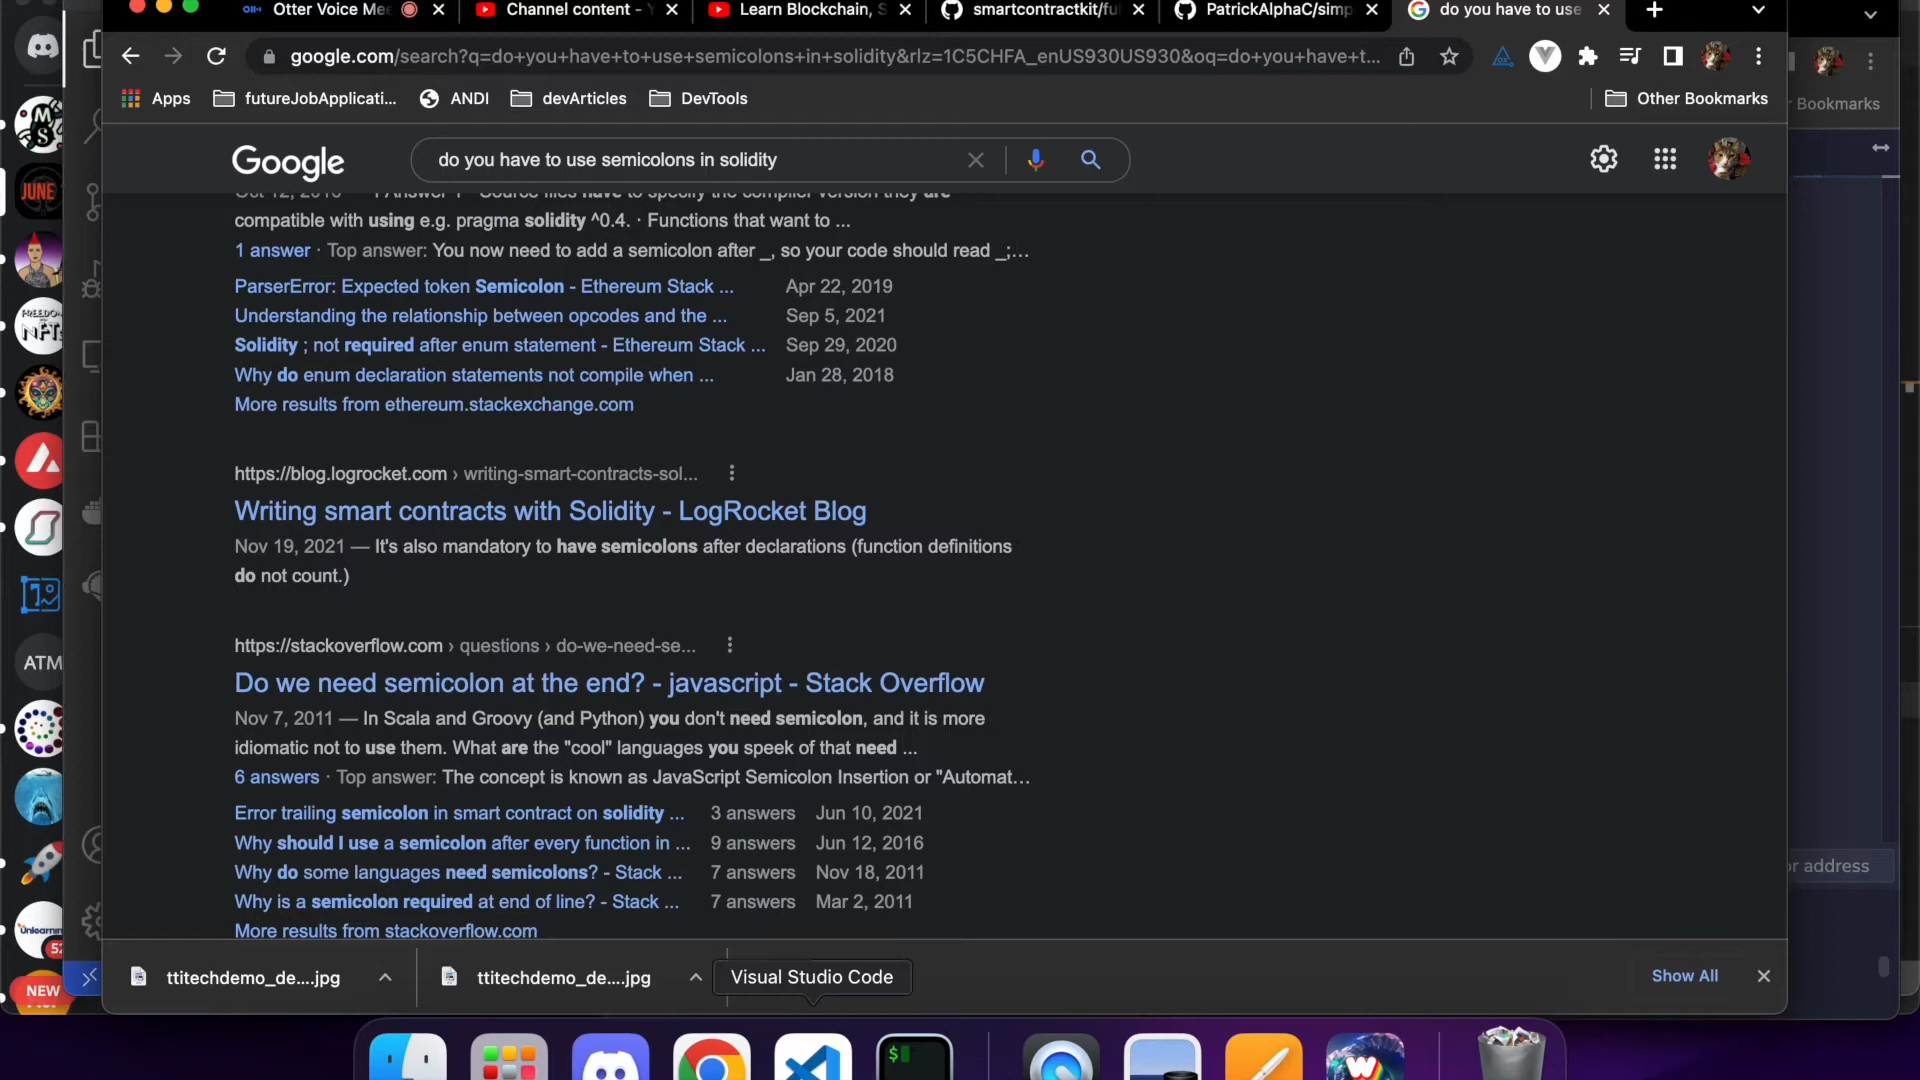 Otter Voice Me
Channel content -
Learn Blockchain, S
smartcontractkit/ful
PatrickAlphaC/simp
do you have to use
google.com/search?q=do+you+have+to+use+semicolons+in+solidity&rlz=1C5CHFA_enUS930US930&oq=do+you+have+t...
Apps
futureJobApplicati...
ANDI
devArticles
DevTools
Other Bookmarks
Bookmarks
Google
do you have to use semicolons in solidity
compatible with using e.g. pragma solidity ^0.4. · Functions that want to ...
1 answer · Top answer: You now need to add a semicolon after _, so your code should read _;...
ParserError: Expected token Semicolon - Ethereum Stack ... Apr 22, 2019
Understanding the relationship between opcodes and the ... Sep 5, 2021
Solidity ; not required after enum statement - Ethereum Stack ... Sep 29, 2020
Why do enum declaration statements not compile when ... Jan 28, 2018
More results from ethereum.stackexchange.com
https://blog.logrocket.com › writing-smart-contracts-sol...
Writing smart contracts with Solidity - LogRocket Blog
Nov 19, 2021 — It's also mandatory to have semicolons after declarations (function definitions
do not count.)
https://stackoverflow.com › questions › do-we-need-se...
Do we need semicolon at the end? - javascript - Stack Overflow
Nov 7, 2011 — In Scala and Groovy (and Python) you don't need semicolon, and it is more
idiomatic not to use them. What are the "cool" languages you speek of that need ...
6 answers · Top answer: The concept is known as JavaScript Semicolon Insertion or "Automat...
Error trailing semicolon in smart contract on solidity ... 3 answers Jun 10, 2021
Why should I use a semicolon after every function in ... 9 answers Jun 12, 2016
Why do some languages need semicolons? - Stack ... 7 answers Nov 18, 2011
Why is a semicolon required at end of line? - Stack ... 7 answers Mar 2, 2011
More results from stackoverflow.com
ttitechdemo_de....jpg
ttitechdemo_de....jpg
Visual Studio Code
Show All
or address
JUNE
FREEDOM
NFT
ATM
Unlearnin
52
NEW
$
W